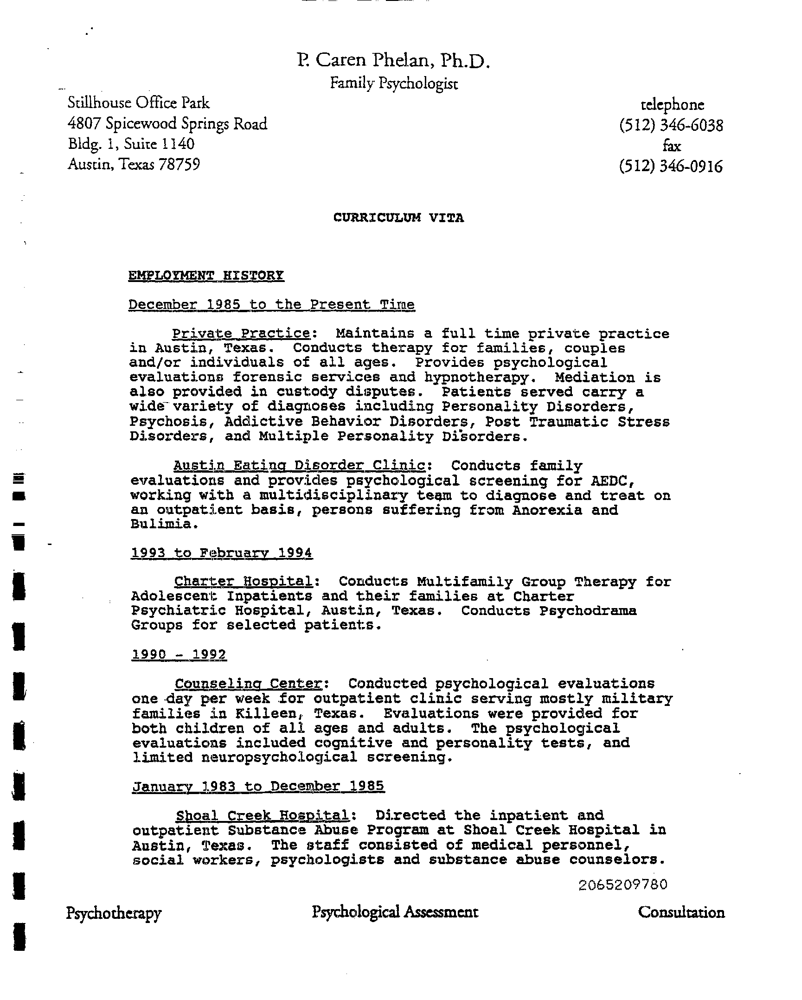 P. Caren Phelan, Ph.D.
Family Psychologist
Stillhouse Office Park
4807 Spicewood Springs Road
Bldg. 1, Suite 1140
Austin, Texas 78759
telephone
(512) 346-6038
fax
(512) 346-0916
CURRICULUM VITA
EMPLOYMENT HISTORY
December 1985 to the Present Time
Private Practice: Maintains a full time private practice
in Austin, Texas. Conducts therapy for families, couples
and/or individuals of all ages. Provides psychological
evaluations forensic services and hypnotherapy. Mediation is
also provided in custody disputes. Patients served carry a
wide variety of diagnoses including Personality Disorders,
Psychosis, Addictive Behavior Disorders, Post Traumatic Stress
Disorders, and Multiple Personality Disorders.
Austin Eating Disorder Clinic: Conducts family
evaluations and provides psychological screening for AEDC,
working with a multidisciplinary team to diagnose and treat on
an outpatient basis, persons suffering from Anorexia and
Bulimia.
1993 to February 1994
Charter Hospital: Conducts Multifamily Group Therapy for
Adolescent Inpatients and their families at Charter
Psychiatric Hospital, Austin, Texas. Conducts Psychodrama
Groups for selected patients.
1990 - 1992
Counseling Center: Conducted psychological evaluations
one day per week for outpatient clinic serving mostly military
families in Killeen, Texas. Evaluations were provided for
both children of all ages and adults. The psychological
evaluations included cognitive and personality tests, and
limited neuropsychological screening.
January 1983 to December 1985
Shoal Creek Hospital: Directed the inpatient and
outpatient Substance Abuse Program at Shoal Creek Hospital in
Austin, Texas. The staff consisted of medical personnel,
social workers, psychologists and substance abuse counselors.
2065209780
Psychotherapy
Psychological Assessment
Consultation